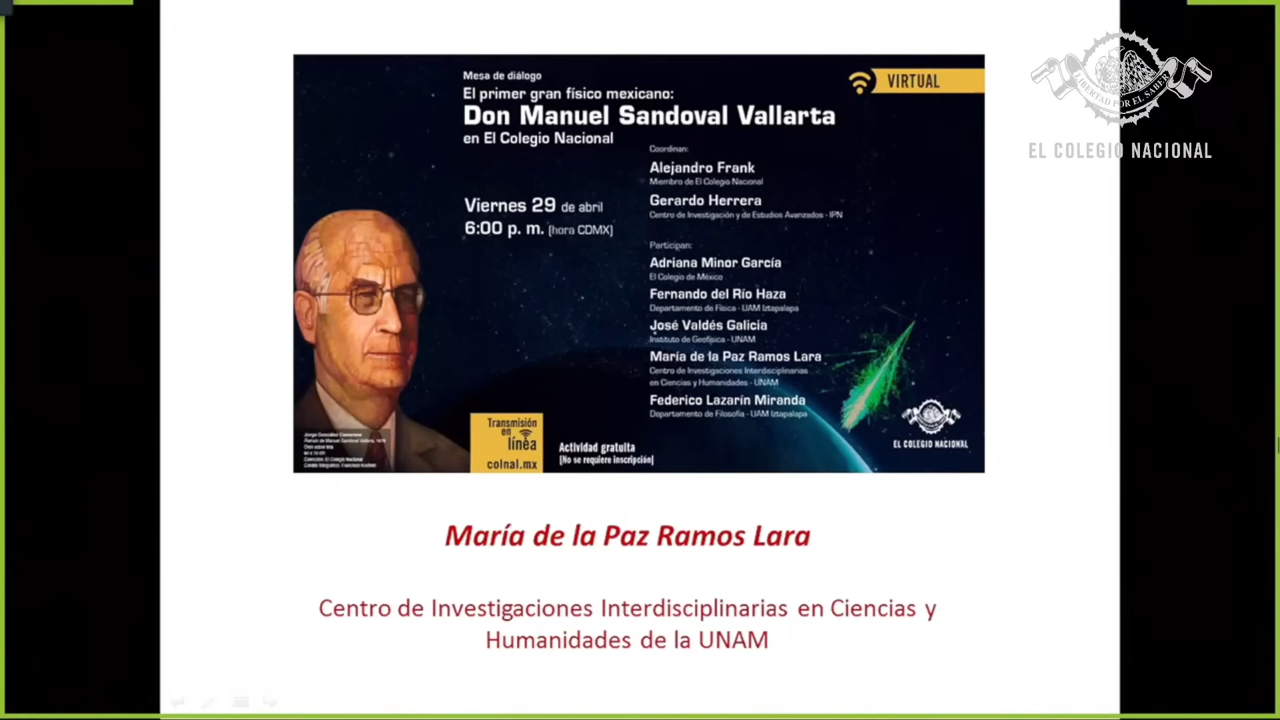 Mesa de diálogo
El primer gran físico mexicano:
Don Manuel Sandoval Vallarta
en El Colegio Nacional
VIRTUAL
Viernes 29 de abril
6:00 p. m. (hora CDMX)
Coordinan:
Alejandro Frank
Miembro de El Colegio Nacional
Gerardo Herrera
Centro de Investigación y de Estudios Avanzados - IPN
Participan:
Adriana Minor García
El Colegio de México
Fernando del Río Haza
Departamento de Física - UAM Iztapalapa
José Valdés Galicia
Instituto de Geofísica - UNAM
María de la Paz Ramos Lara
Centro de Investigaciones Interdisciplinarias
en Ciencias y Humanidades - UNAM
Federico Lazarín Miranda
Departamento de Filosofía - UAM Iztapalapa
Transmisión
en
línea
colnal.mx
Actividad gratuita
(No se requiere inscripción)
EL COLEGIO NACIONAL
LIBERTAD POR EL SABER
EL COLEGIO NACIONAL
María de la Paz Ramos Lara
Centro de Investigaciones Interdisciplinarias en Ciencias y
Humanidades de la UNAM